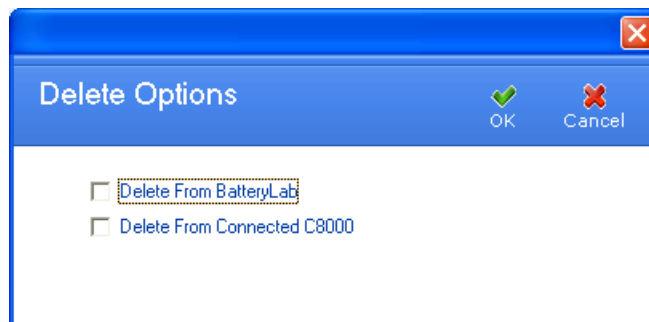 Delete Options
OK
Cancel
Delete From BatteryLab
Delete From Connected C8000